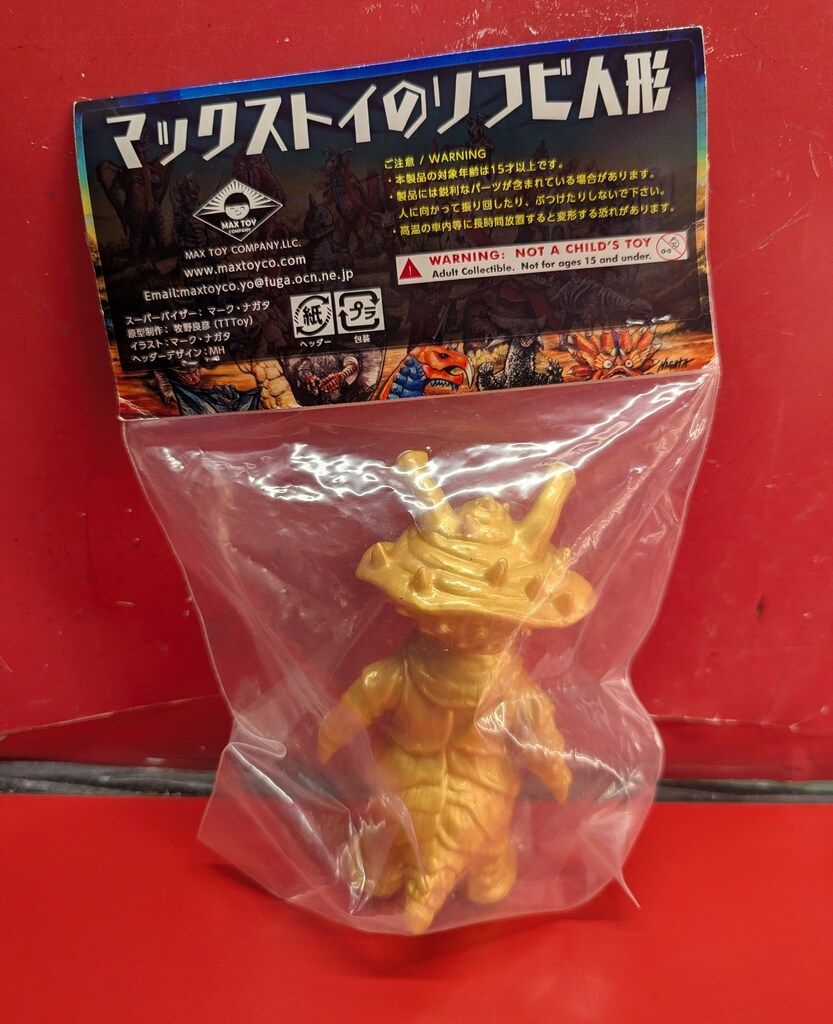 マックストイのソフビ人形
ご注意 / WARNING
・本製品の対象年齢は15才以上です。
・製品には鋭利なパーツが含まれている場合があります。
人に向かって振り回したり、ぶつけたりしないで下さい。
・高温の車内等に長時間放置すると変形する恐れがあります。
WARNING: NOT A CHILD'S TOY
Adult Collectible. Not for ages 15 and under.
0-3
MAX TOY
COMPANY
MAX TOY COMPANY,LLC.
www.maxtoyco.com
Email:maxtoyco.yo@fuga.ocn.ne.jp
スーパーバイザー: マーク・ナガタ
原型制作: 牧野良彦 (TTToy)
イラスト:マーク・ナガタ
ヘッダーデザイン:MH
紙
ヘッダー
プラ
包装
NAGATA